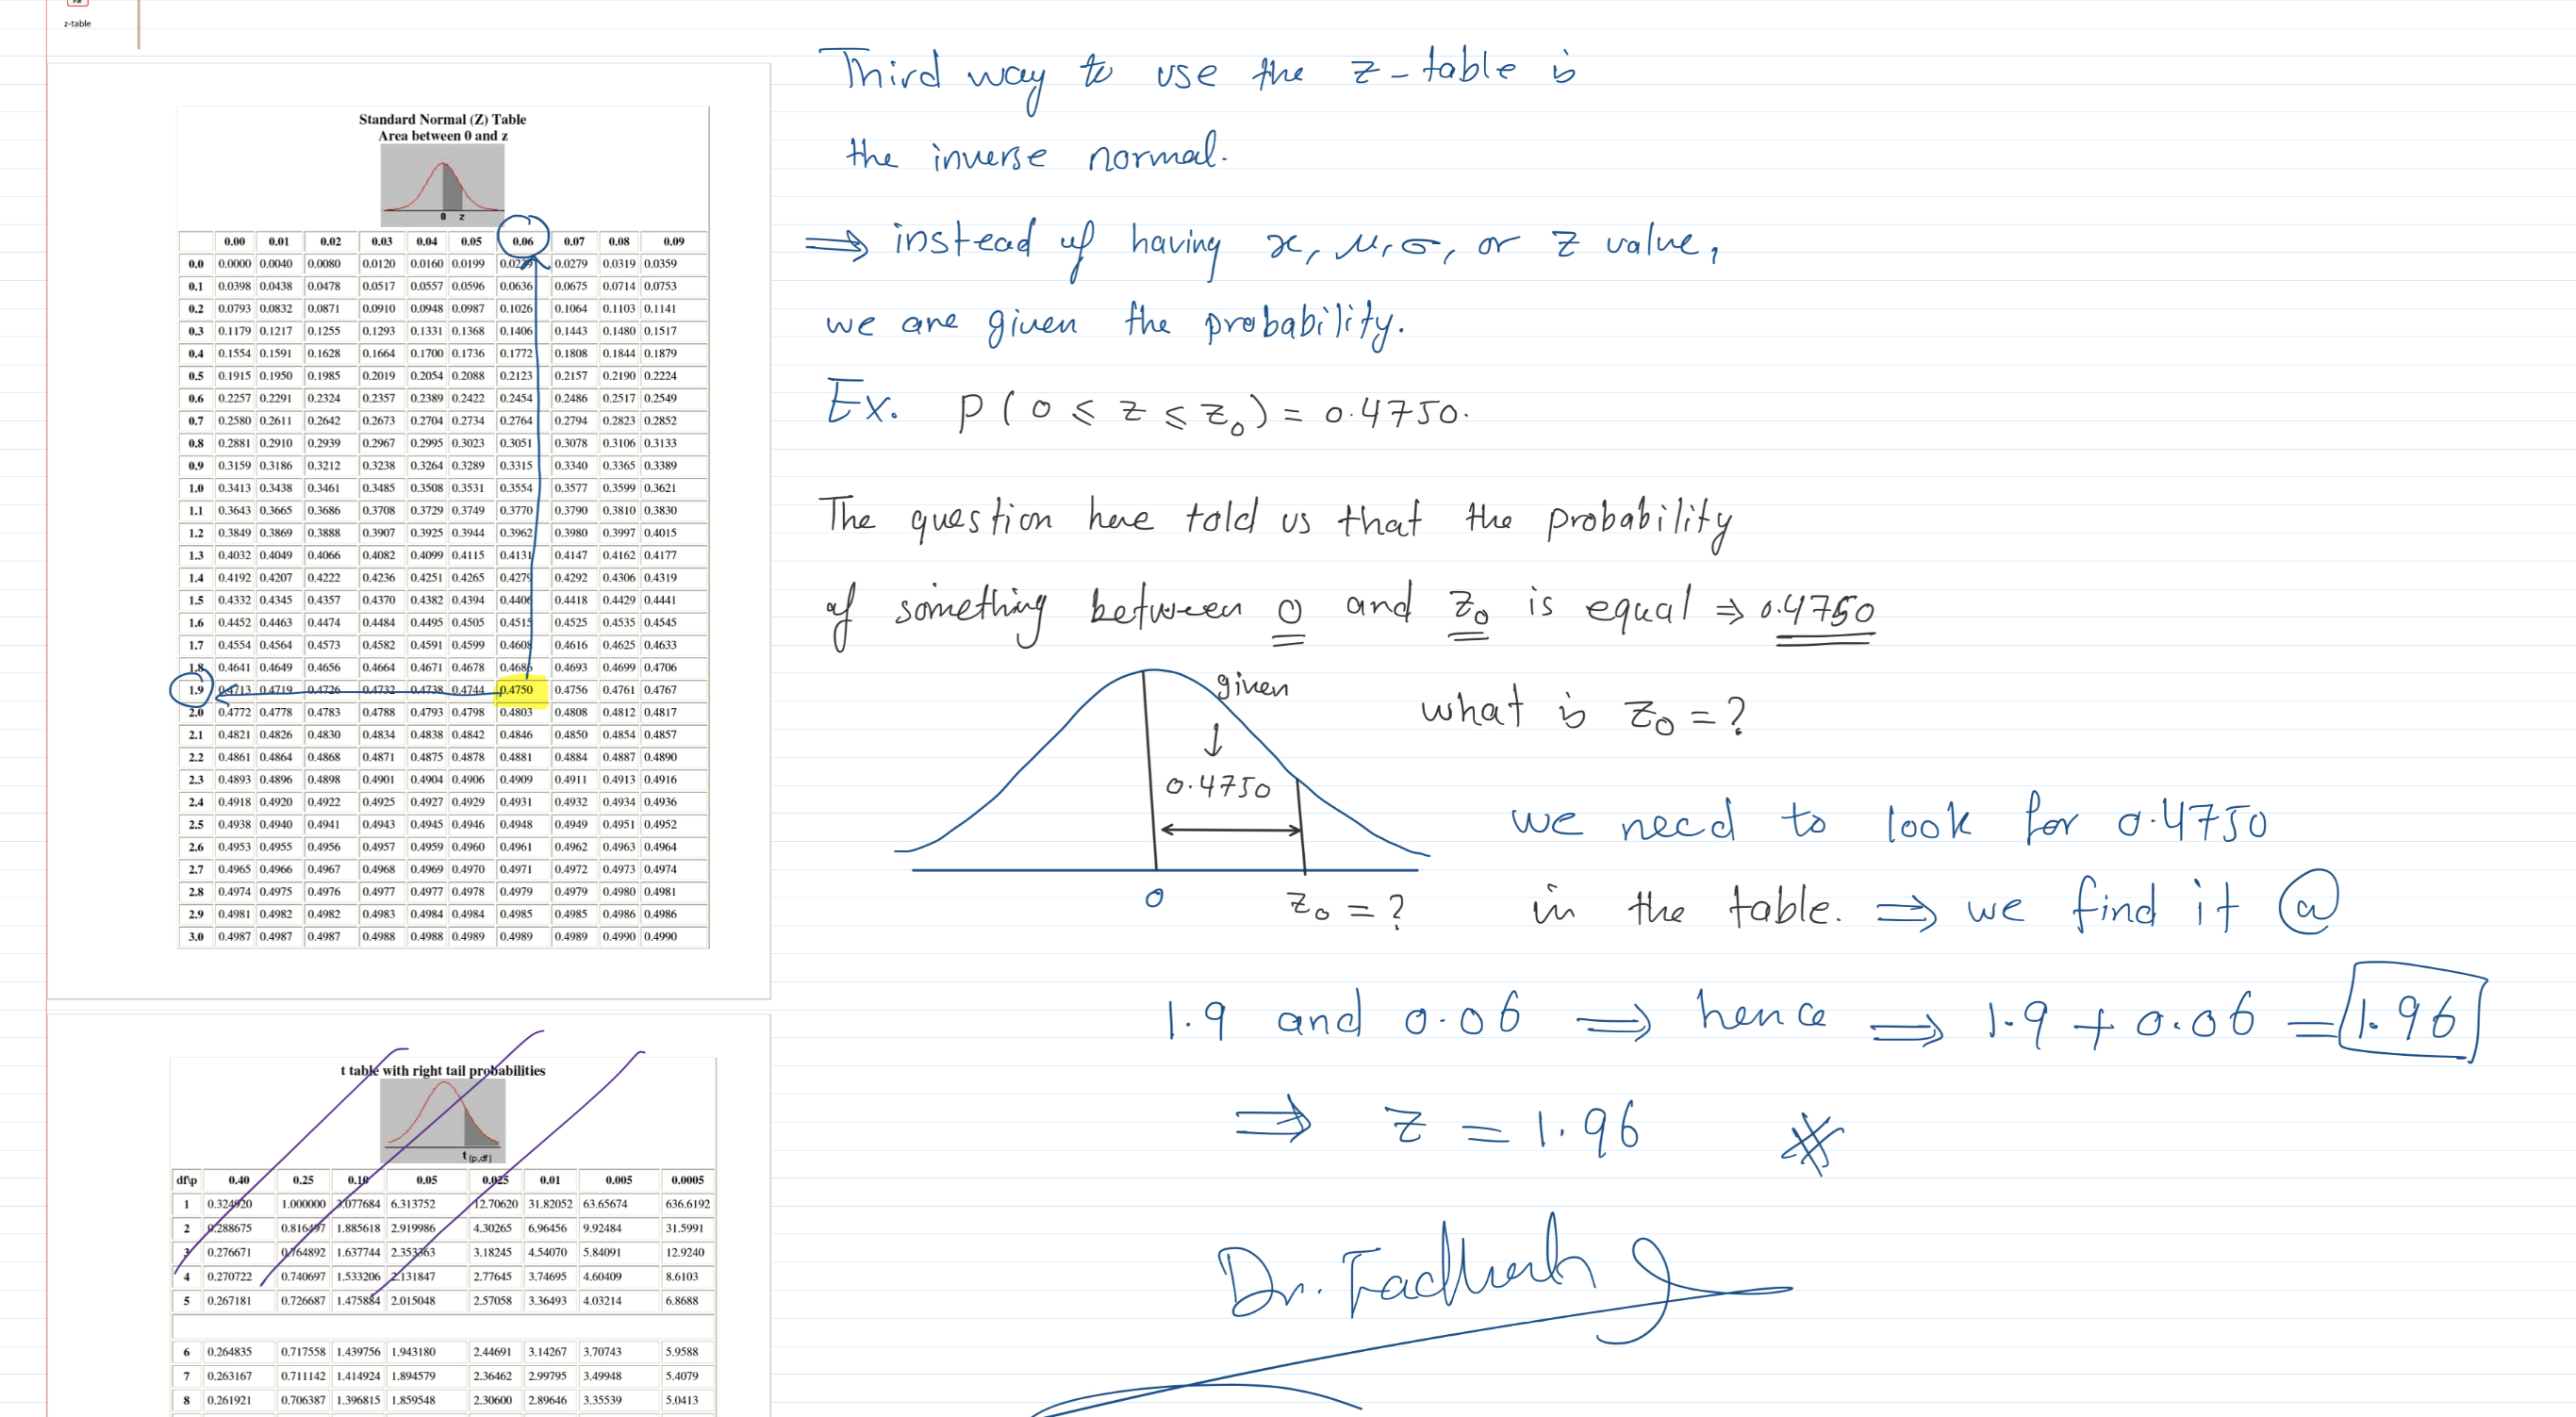 z-table
Standard Normal (Z) Table
Area between 0 and z
0 z
0.00 0.01 0.02 0.03 0.04 0.05 0.06 0.07 0.08 0.09
0.0 0.0000 0.0040 0.0080 0.0120 0.0160 0.0199 0.0239 0.0279 0.0319 0.0359
0.1 0.0398 0.0438 0.0478 0.0517 0.0557 0.0596 0.0636 0.0675 0.0714 0.0753
0.2 0.0793 0.0832 0.0871 0.0910 0.0948 0.0987 0.1026 0.1064 0.1103 0.1141
0.3 0.1179 0.1217 0.1255 0.1293 0.1331 0.1368 0.1406 0.1443 0.1480 0.1517
0.4 0.1554 0.1591 0.1628 0.1664 0.1700 0.1736 0.1772 0.1808 0.1844 0.1879
0.5 0.1915 0.1950 0.1985 0.2019 0.2054 0.2088 0.2123 0.2157 0.2190 0.2224
0.6 0.2257 0.2291 0.2324 0.2357 0.2389 0.2422 0.2454 0.2486 0.2517 0.2549
0.7 0.2580 0.2611 0.2642 0.2673 0.2704 0.2734 0.2764 0.2794 0.2823 0.2852
0.8 0.2881 0.2910 0.2939 0.2967 0.2995 0.3023 0.3051 0.3078 0.3106 0.3133
0.9 0.3159 0.3186 0.3212 0.3238 0.3264 0.3289 0.3315 0.3340 0.3365 0.3389
1.0 0.3413 0.3438 0.3461 0.3485 0.3508 0.3531 0.3554 0.3577 0.3599 0.3621
1.1 0.3643 0.3665 0.3686 0.3708 0.3729 0.3749 0.3770 0.3790 0.3810 0.3830
1.2 0.3849 0.3869 0.3888 0.3907 0.3925 0.3944 0.3962 0.3980 0.3997 0.4015
1.3 0.4032 0.4049 0.4066 0.4082 0.4099 0.4115 0.4131 0.4147 0.4162 0.4177
1.4 0.4192 0.4207 0.4222 0.4236 0.4251 0.4265 0.4279 0.4292 0.4306 0.4319
1.5 0.4332 0.4345 0.4357 0.4370 0.4382 0.4394 0.4406 0.4418 0.4429 0.4441
1.6 0.4452 0.4463 0.4474 0.4484 0.4495 0.4505 0.4515 0.4525 0.4535 0.4545
1.7 0.4554 0.4564 0.4573 0.4582 0.4591 0.4599 0.4608 0.4616 0.4625 0.4633
1.8 0.4641 0.4649 0.4656 0.4664 0.4671 0.4678 0.4686 0.4693 0.4699 0.4706
1.9 0.4713 0.4719 0.4726 0.4732 0.4738 0.4744 0.4750 0.4756 0.4761 0.4767
2.0 0.4772 0.4778 0.4783 0.4788 0.4793 0.4798 0.4803 0.4808 0.4812 0.4817
2.1 0.4821 0.4826 0.4830 0.4834 0.4838 0.4842 0.4846 0.4850 0.4854 0.4857
2.2 0.4861 0.4864 0.4868 0.4871 0.4875 0.4878 0.4881 0.4884 0.4887 0.4890
2.3 0.4893 0.4896 0.4898 0.4901 0.4904 0.4906 0.4909 0.4911 0.4913 0.4916
2.4 0.4918 0.4920 0.4922 0.4925 0.4927 0.4929 0.4931 0.4932 0.4934 0.4936
2.5 0.4938 0.4940 0.4941 0.4943 0.4945 0.4946 0.4948 0.4949 0.4951 0.4952
2.6 0.4953 0.4955 0.4956 0.4957 0.4959 0.4960 0.4961 0.4962 0.4963 0.4964
2.7 0.4965 0.4966 0.4967 0.4968 0.4969 0.4970 0.4971 0.4972 0.4973 0.4974
2.8 0.4974 0.4975 0.4976 0.4977 0.4977 0.4978 0.4979 0.4979 0.4980 0.4981
2.9 0.4981 0.4982 0.4982 0.4983 0.4984 0.4984 0.4985 0.4985 0.4986 0.4986
3.0 0.4987 0.4987 0.4987 0.4988 0.4988 0.4989 0.4989 0.4989 0.4990 0.4990
t table with right tail probabilities
t (p,df)
df\p 0.40 0.25 0.10 0.05 0.025 0.01 0.005 0.0005
1 0.324920 1.000000 3.077684 6.313752 12.70620 31.82052 63.65674 636.6192
2 0.288675 0.816497 1.885618 2.919986 4.30265 6.96456 9.92484 31.5991
3 0.276671 0.764892 1.637744 2.353363 3.18245 4.54070 5.84091 12.9240
4 0.270722 0.740697 1.533206 2.131847 2.77645 3.74695 4.60409 8.6103
5 0.267181 0.726687 1.475884 2.015048 2.57058 3.36493 4.03214 6.8688
6 0.264835 0.717558 1.439756 1.943180 2.44691 3.14267 3.70743 5.9588
7 0.263167 0.711142 1.414924 1.894579 2.36462 2.99795 3.49948 5.4079
8 0.261921 0.706387 1.396815 1.859548 2.30600 2.89646 3.35539 5.0413
Third way to use the z-table is
the inverse normal.
⇒ instead of having x, μ, σ, or z value,
we are given the probability.
Ex. P(0 ≤ z ≤ z₀) = 0.4750.
The question here told us that the probability
of something between 0 and z₀ is equal ⇒ 0.4750
given
↓
0.4750
0 z₀ = ?
what is z₀ = ?
we need to look for 0.4750
in the table. ⇒ we find it @
1.9 and 0.06 ⇒ hence ⇒ 1.9 + 0.06 = 1.96
⇒ z = 1.96 #
Dr.